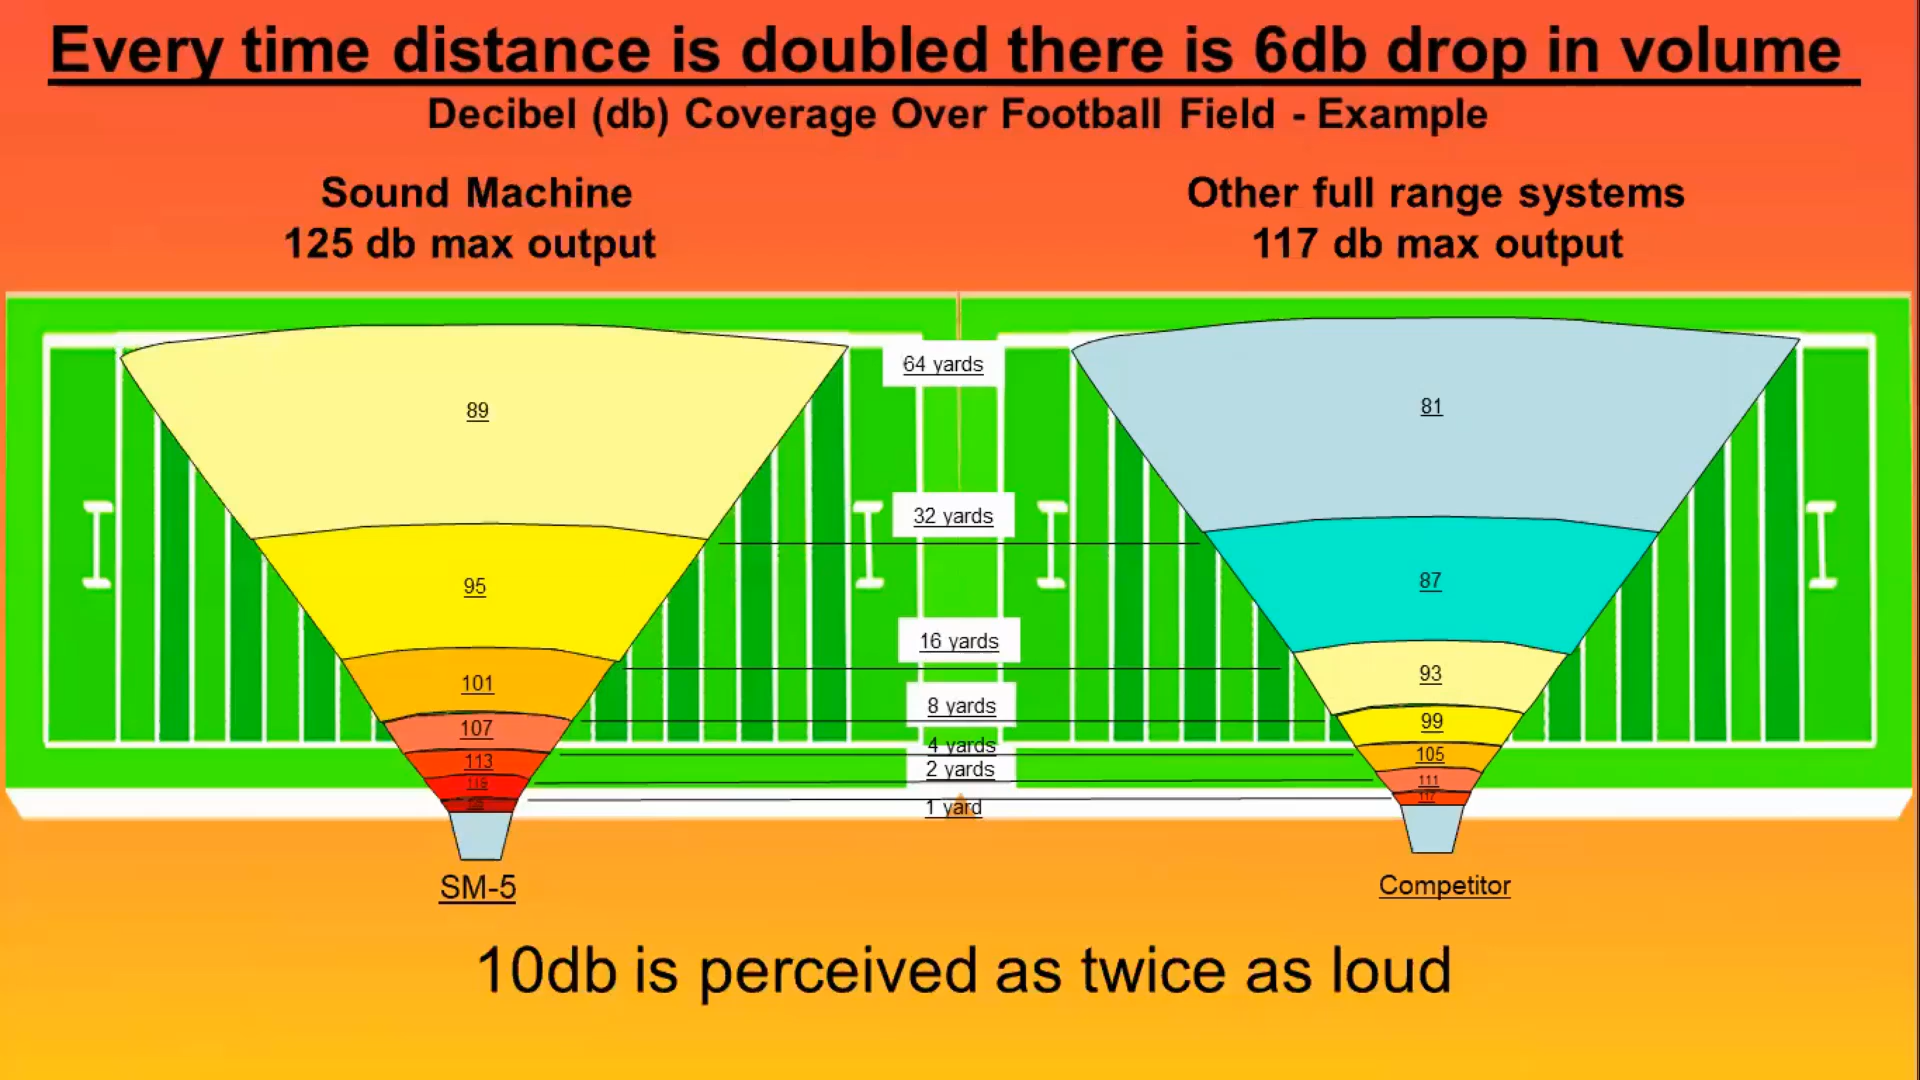 Every time distance is doubled there is 6db drop in volume
Decibel (db) Coverage Over Football Field - Example
Sound Machine
125 db max output
Other full range systems
117 db max output
64 yards
32 yards
16 yards
8 yards
4 yards
2 yards
1 yard
89
95
101
107
113
119
SM-5
81
87
93
99
105
111
117
Competitor
10db is perceived as twice as loud